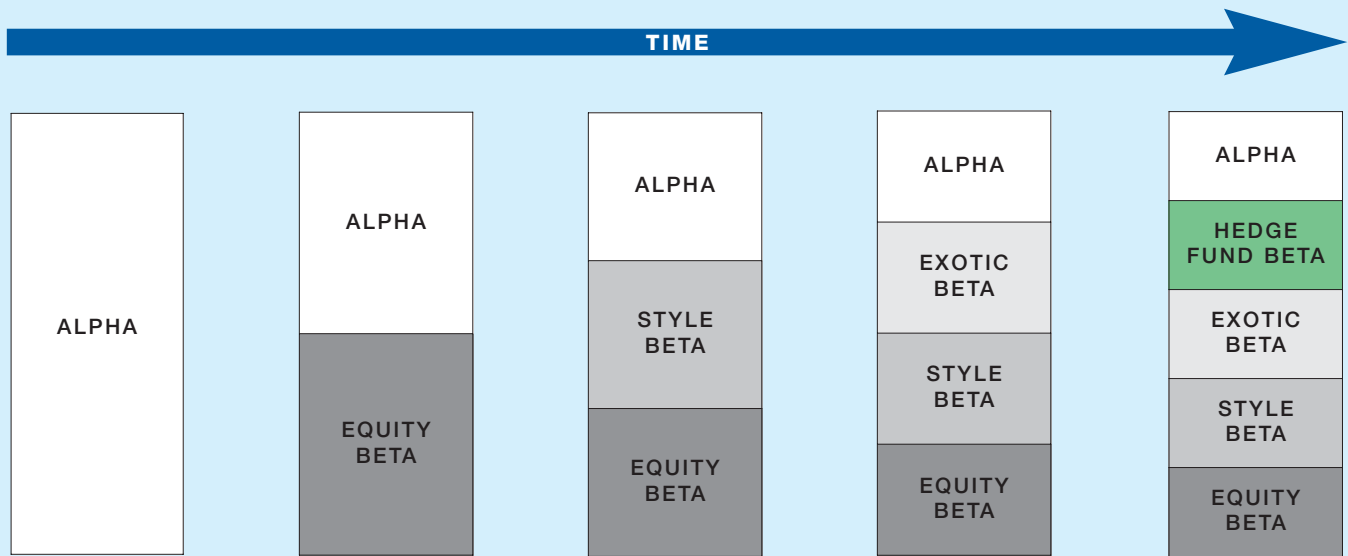 TIME
ALPHA
ALPHA
EQUITY
BETA
ALPHA
STYLE
BETA
EQUITY
BETA
ALPHA
EXOTIC
BETA
STYLE
BETA
EQUITY
BETA
ALPHA
HEDGE
FUND BETA
EXOTIC
BETA
STYLE
BETA
EQUITY
BETA